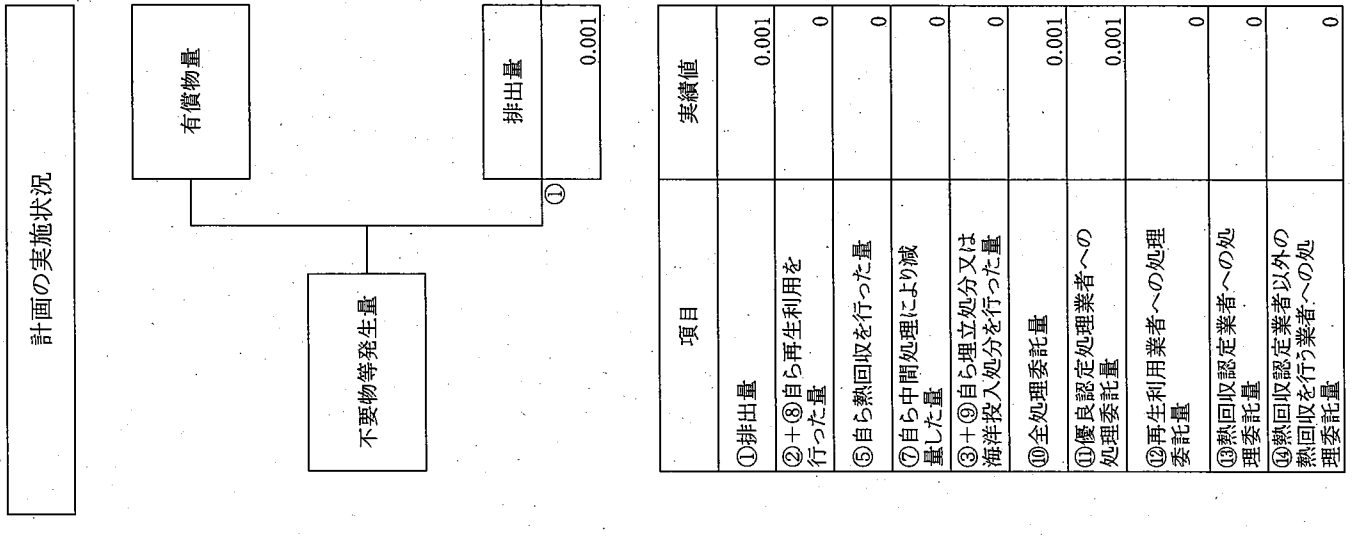 計画の実施状況
有償物量
不要物等発生量
排出量
①
0.001
項目
実績値
①排出量
0.001
②+⑧自ら再生利用を
行った量
0
⑤自ら熱回収を行った量
0
⑦自ら中間処理により減
量した量
0
③+⑨自ら埋立処分又は
海洋投入処分を行った量
0
⑩全処理委託量
0.001
⑪優良認定処理業者への
処理委託量
0.001
⑫再生利用業者への処理
委託量
0
⑬熱回収認定業者への処
理委託量
0
⑭熱回収認定業者以外の
熱回収を行う業者への処
理委託量
0